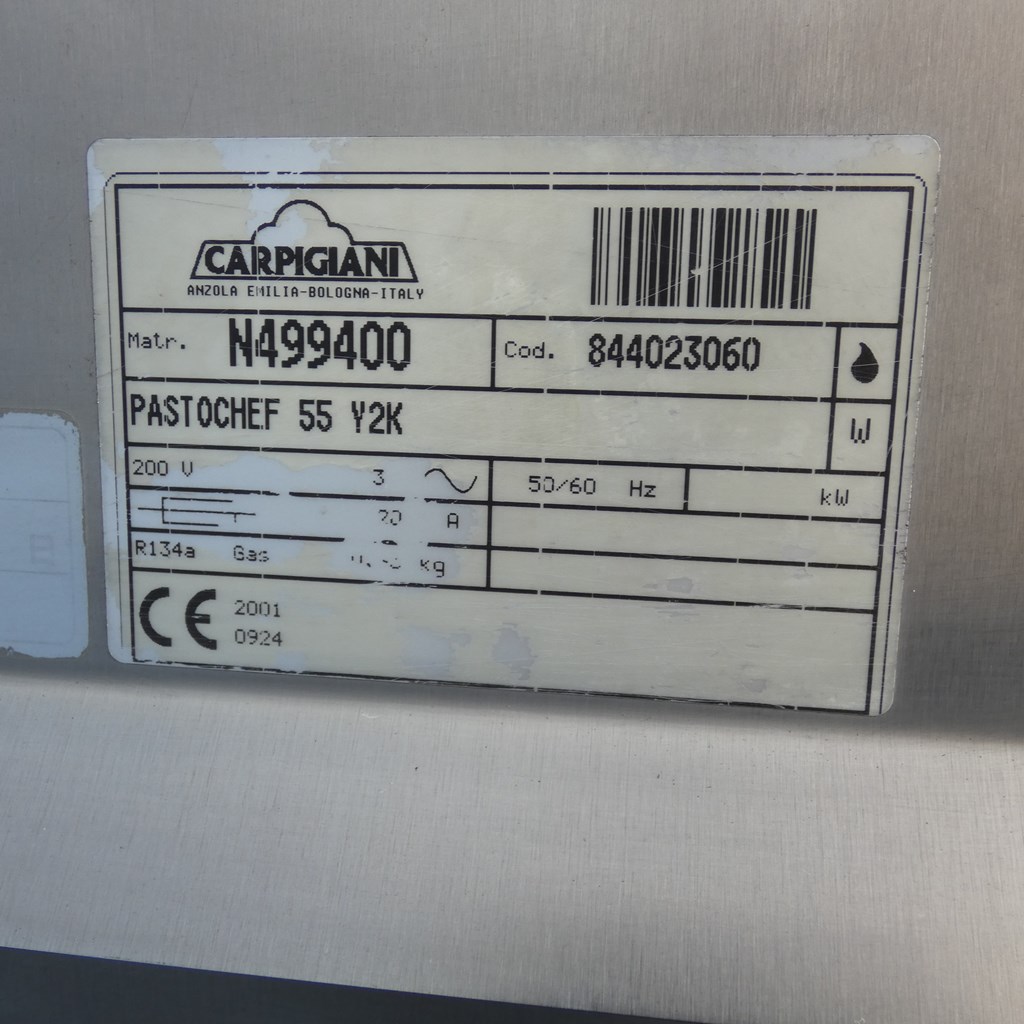 CARPIGIANI
ANZOLA EMILIA-BOLOGNA-ITALY
Matr. N499400 Cod. 844023060
PASTOCHEF 55 Y2K W
200 V 3 50/60 Hz kW
20 A
R134a Gas kg
CE 2001
0924